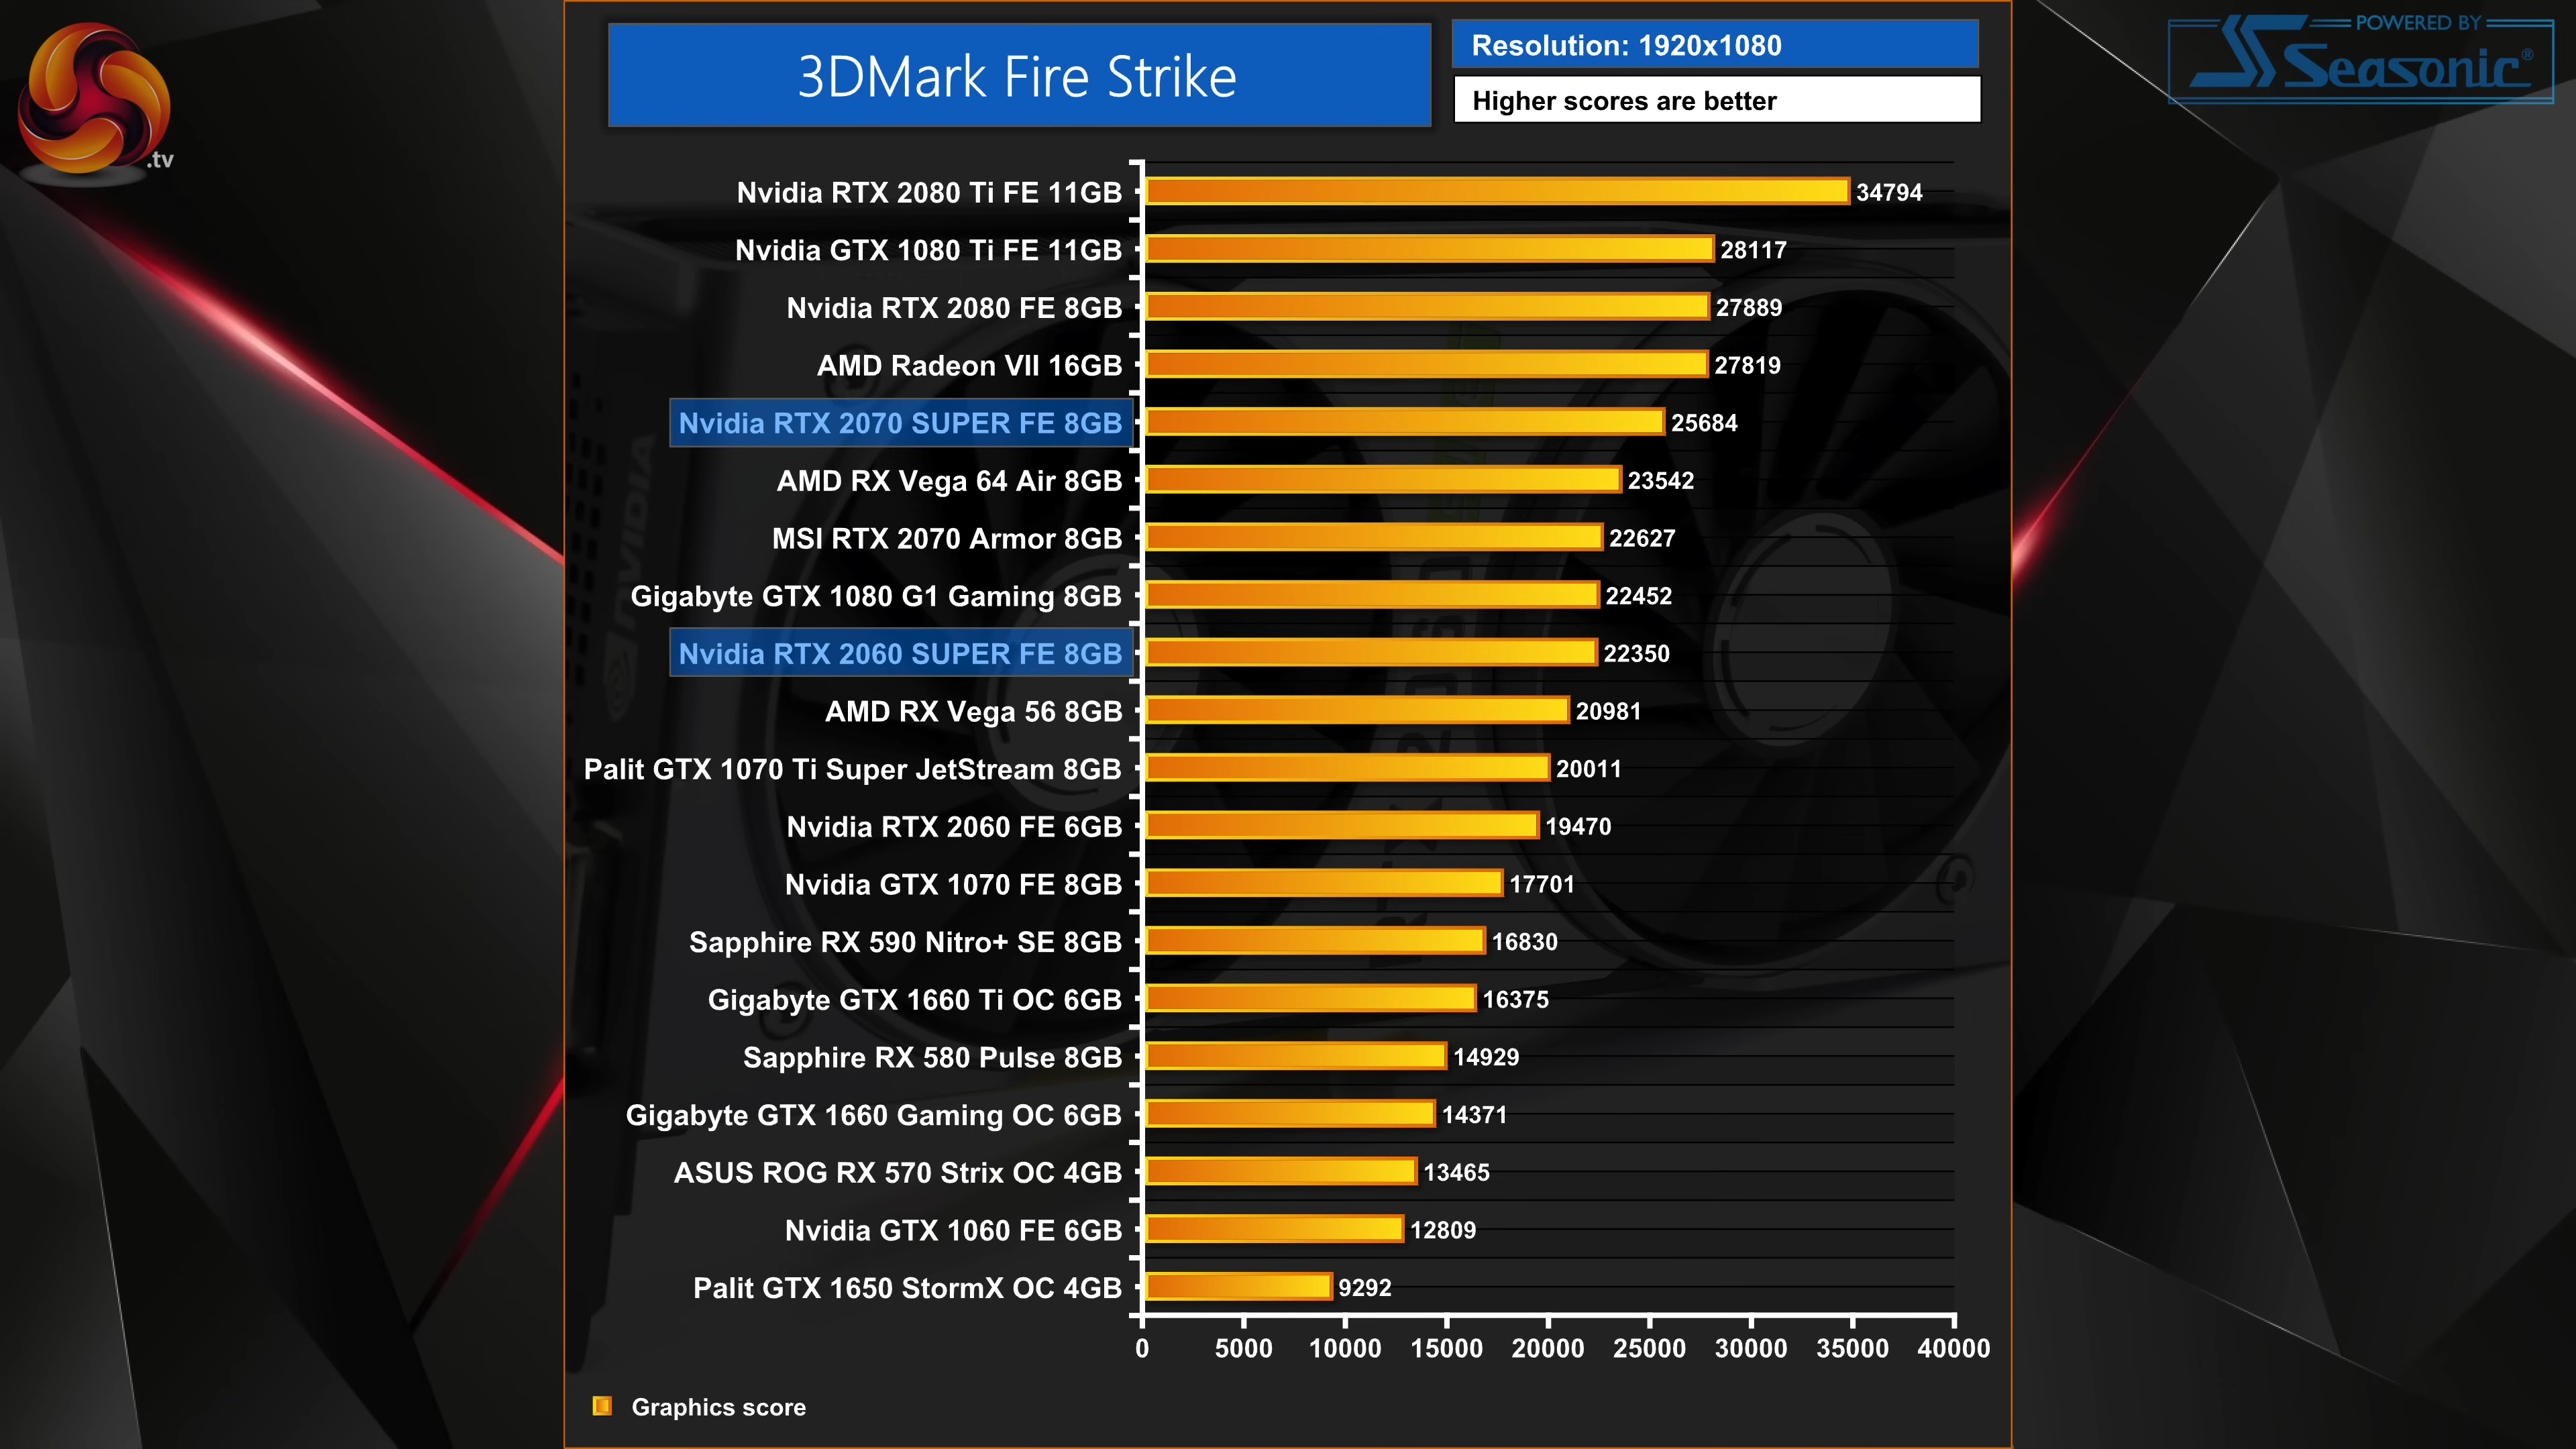 3DMark Fire Strike
Resolution: 1920x1080
Higher scores are better
POWERED BY
Seasonic®
.tv
Nvidia RTX 2080 Ti FE 11GB 34794
Nvidia GTX 1080 Ti FE 11GB 28117
Nvidia RTX 2080 FE 8GB 27889
AMD Radeon VII 16GB 27819
Nvidia RTX 2070 SUPER FE 8GB 25684
AMD RX Vega 64 Air 8GB 23542
MSI RTX 2070 Armor 8GB 22627
Gigabyte GTX 1080 G1 Gaming 8GB 22452
Nvidia RTX 2060 SUPER FE 8GB 22350
AMD RX Vega 56 8GB 20981
Palit GTX 1070 Ti Super JetStream 8GB 20011
Nvidia RTX 2060 FE 6GB 19470
Nvidia GTX 1070 FE 8GB 17701
Sapphire RX 590 Nitro+ SE 8GB 16830
Gigabyte GTX 1660 Ti OC 6GB 16375
Sapphire RX 580 Pulse 8GB 14929
Gigabyte GTX 1660 Gaming OC 6GB 14371
ASUS ROG RX 570 Strix OC 4GB 13465
Nvidia GTX 1060 FE 6GB 12809
Palit GTX 1650 StormX OC 4GB 9292
0 5000 10000 15000 20000 25000 30000 35000 40000
Graphics score
NVIDIA